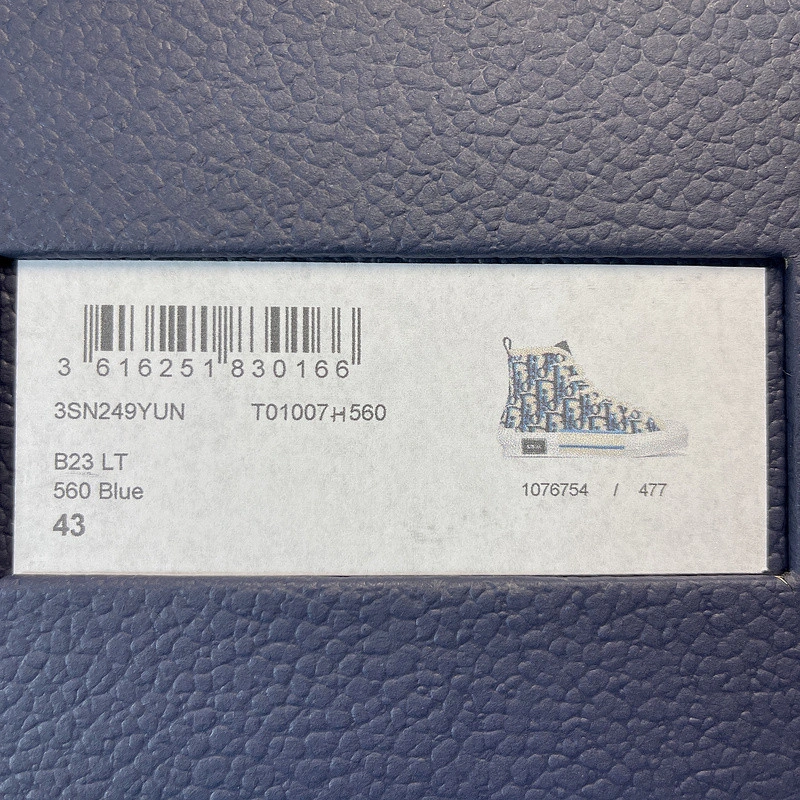 3 616251 830166
3SN249YUN T01007H560
B23 LT
560 Blue
43
1076754 / 477